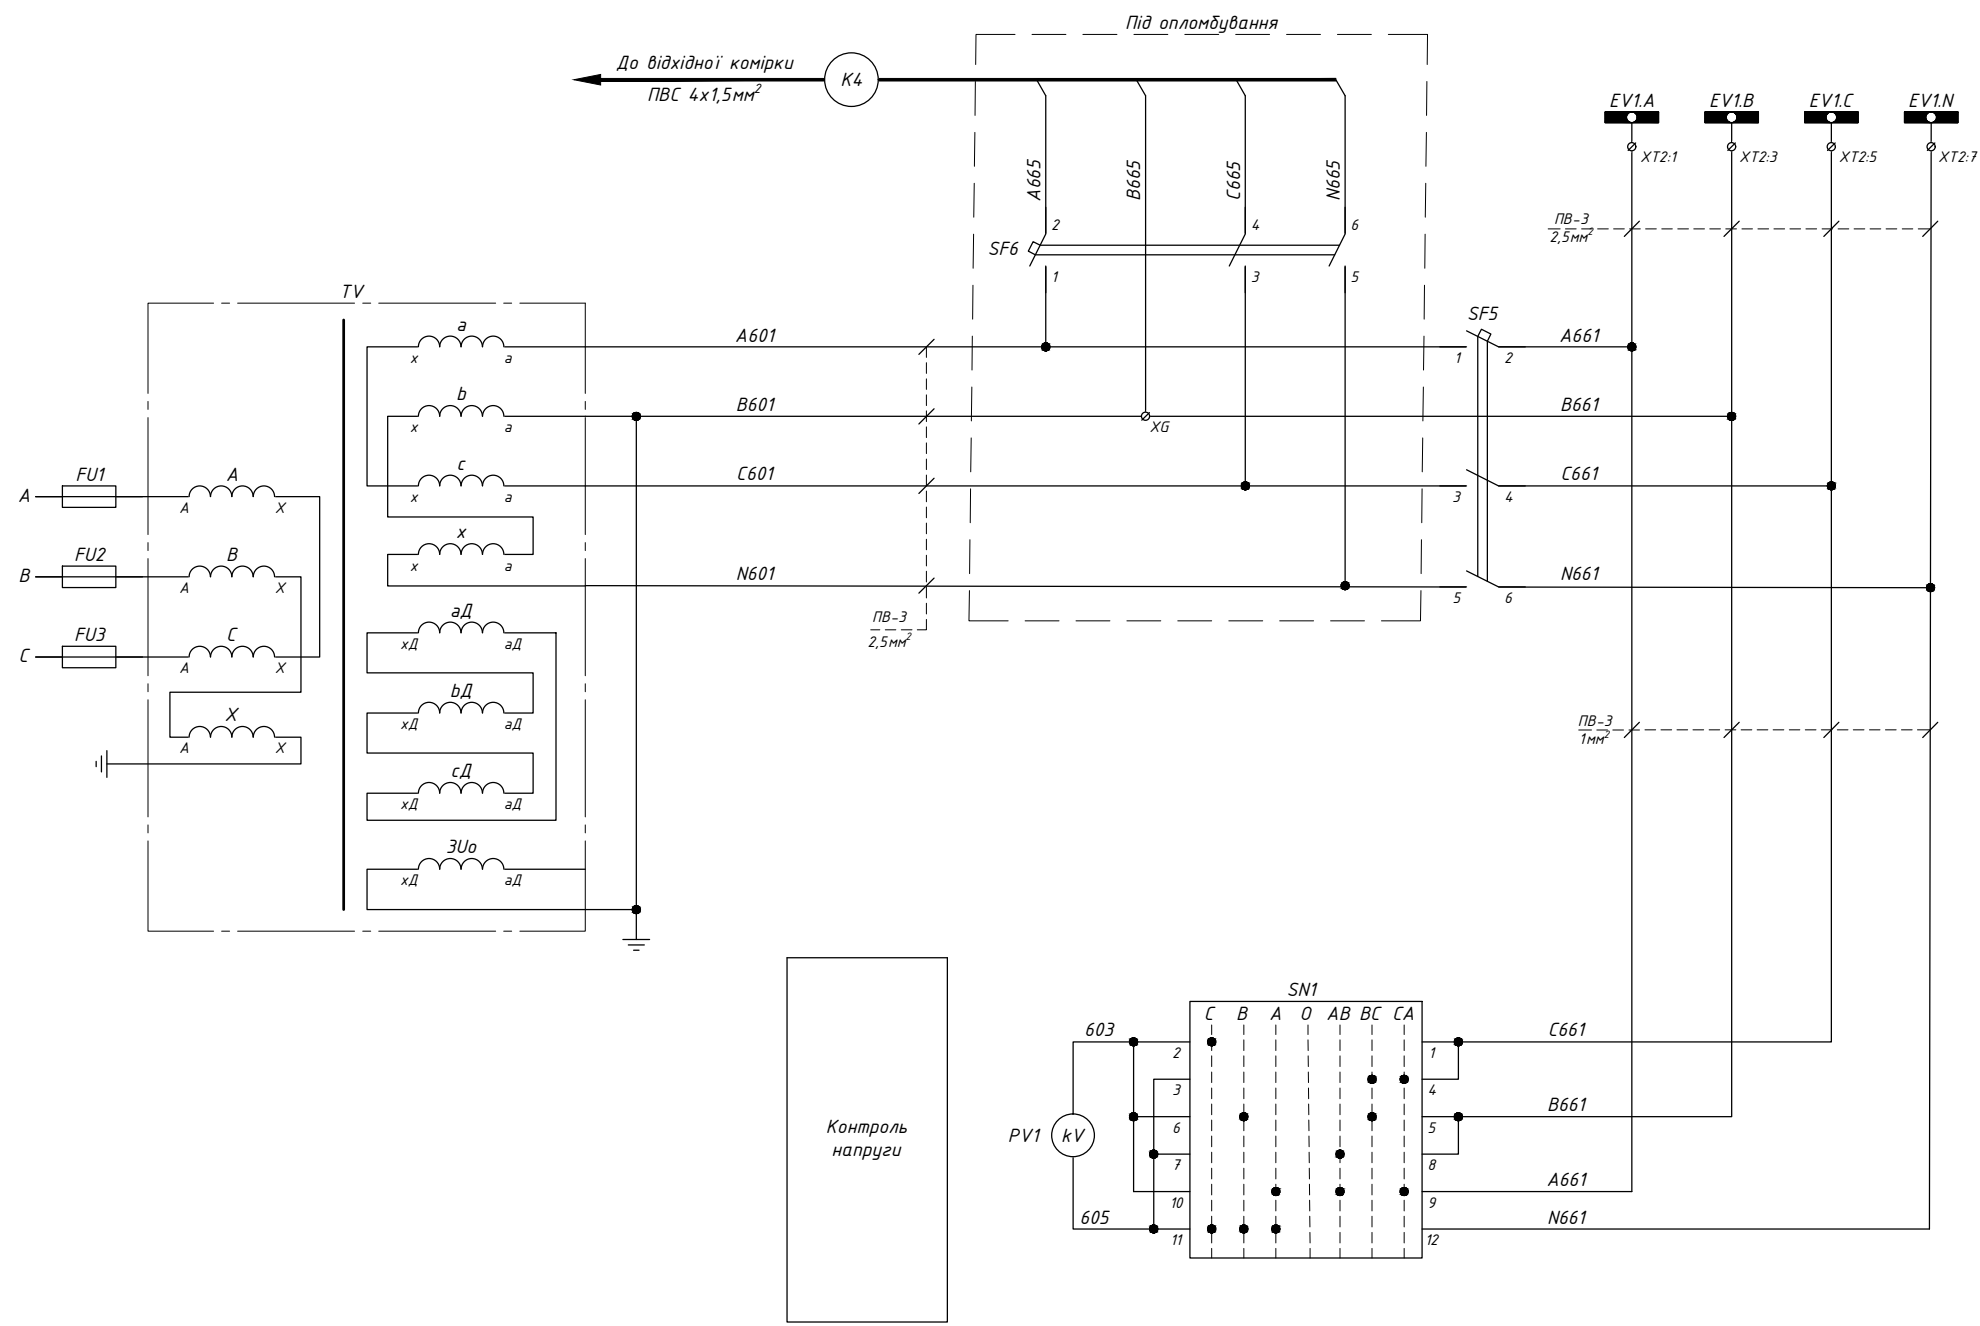 Під опломбування
До відхідної комірки
К4
ПВС 4х1,5мм²
EV1.A EV1.B EV1.C EV1.N
XT2:1 XT2:3 XT2:5 XT2:7
A665 B665 C665 N665
ПВ-3
2,5мм²
2 4 6
SF6
1 3 5
TV
SF5
a
x a
A601
1 2
A661
b
x a
B601
XG
B661
c
x a
C601
3 4
C661
x
x a
N601
5 6
N661
A FU1 A
A X
B FU2 B
A X
C FU3 C
A X
X
A X
ПВ-3
2,5мм²
аД
хД аД
bД
хД аД
cД
хД аД
3Uo
хД аД
ПВ-3
1мм²
Контроль
напруги
SN1
C B A O AB BC CA
603
2 1
C661
3 4
PV1 kV
6 5
B661
7 8
10 9
A661
605
11 12
N661